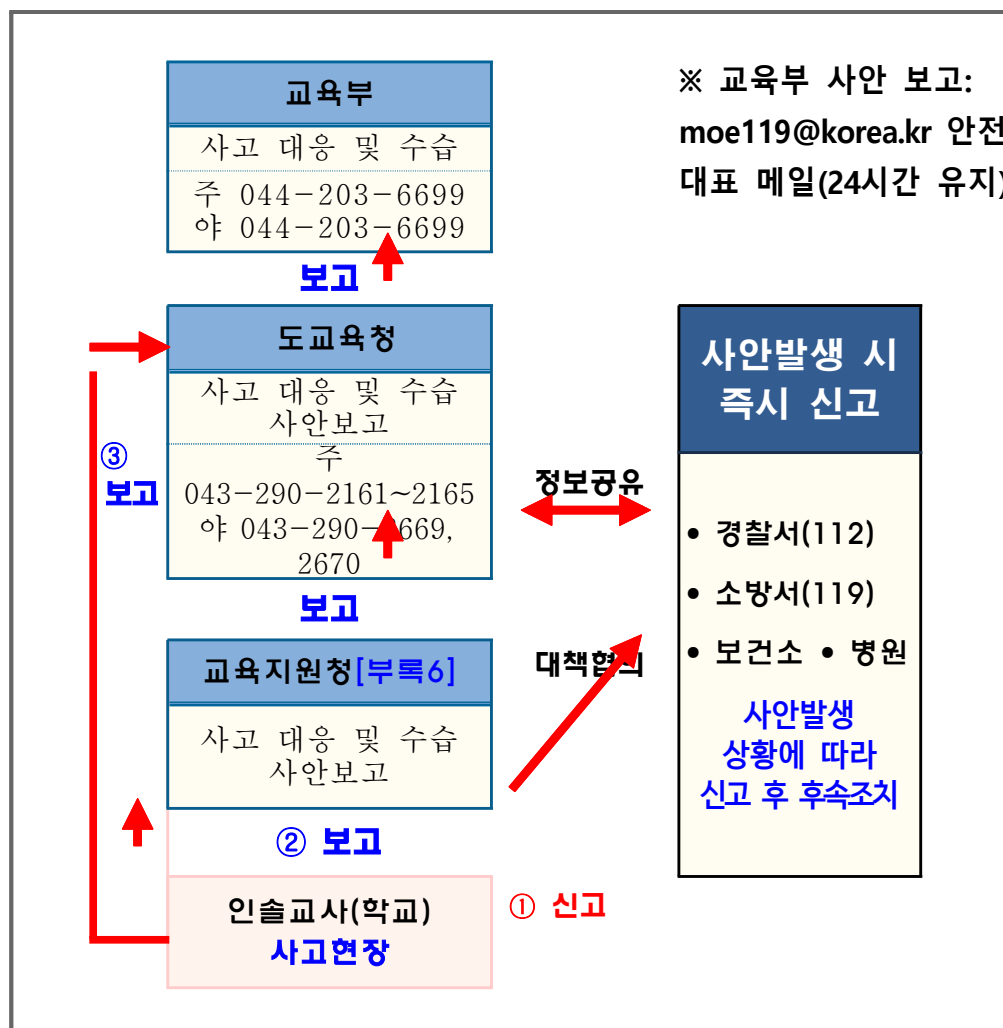 교육부
사고 대응 및 수습
주 044-203-6699
야 044-203-6699
※ 교육부 사안 보고:
moe119@korea.kr 안전
대표 메일(24시간 유지)
보고
도교육청
사고 대응 및 수습
사안보고
주
043-290-2161~2165
야 043-290-2669,
2670
③
보고
보고
정보공유
대책협의
사안발생 시
즉시 신고
• 경찰서(112)
• 소방서(119)
• 보건소 • 병원
사안발생
상황에 따라
신고 후 후속조치
교육지원청[부록6]
사고 대응 및 수습
사안보고
② 보고
인솔교사(학교)
사고현장
① 신고